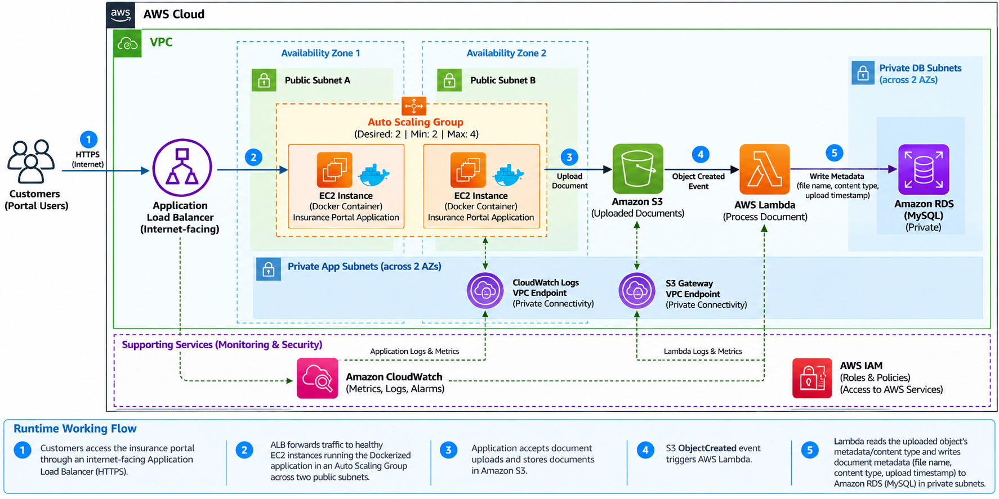 aws
AWS Cloud
VPC
Availability Zone 1
Availability Zone 2
Public Subnet A
Public Subnet B
Private DB Subnets
(across 2 AZs)
Auto Scaling Group
(Desired: 2 | Min: 2 | Max: 4)
1
HTTPS
(Internet)
Customers
(Portal Users)
Application
Load Balancer
(Internet-facing)
2
EC2 Instance
(Docker Container)
Insurance Portal Application
EC2 Instance
(Docker Container)
Insurance Portal Application
3
Upload
Document
Amazon S3
(Uploaded Documents)
4
Object Created
Event
AWS Lambda
(Process Document)
5
Write Metadata
(file name, content type,
upload timestamp)
Amazon RDS
(MySQL)
(Private)
Private App Subnets (across 2 AZs)
CloudWatch Logs
VPC Endpoint
(Private Connectivity)
S3 Gateway
VPC Endpoint
(Private Connectivity)
Supporting Services (Monitoring & Security)
Application Logs & Metrics
Lambda Logs & Metrics
Amazon CloudWatch
(Metrics, Logs, Alarms)
AWS IAM
(Roles & Policies)
(Access to AWS Services)
Runtime Working Flow
1
Customers access the insurance portal
through an internet-facing Application
Load Balancer (HTTPS).
2
ALB forwards traffic to healthy
EC2 instances running the Dockerized
application in an Auto Scaling Group
across two public subnets.
3
Application accepts document
uploads and stores documents
in Amazon S3.
4
S3 ObjectCreated event
triggers AWS Lambda.
5
Lambda reads the uploaded object's
metadata/content type and writes
document metadata (file name,
content type, upload timestamp) to
Amazon RDS (MySQL) in private subnets.